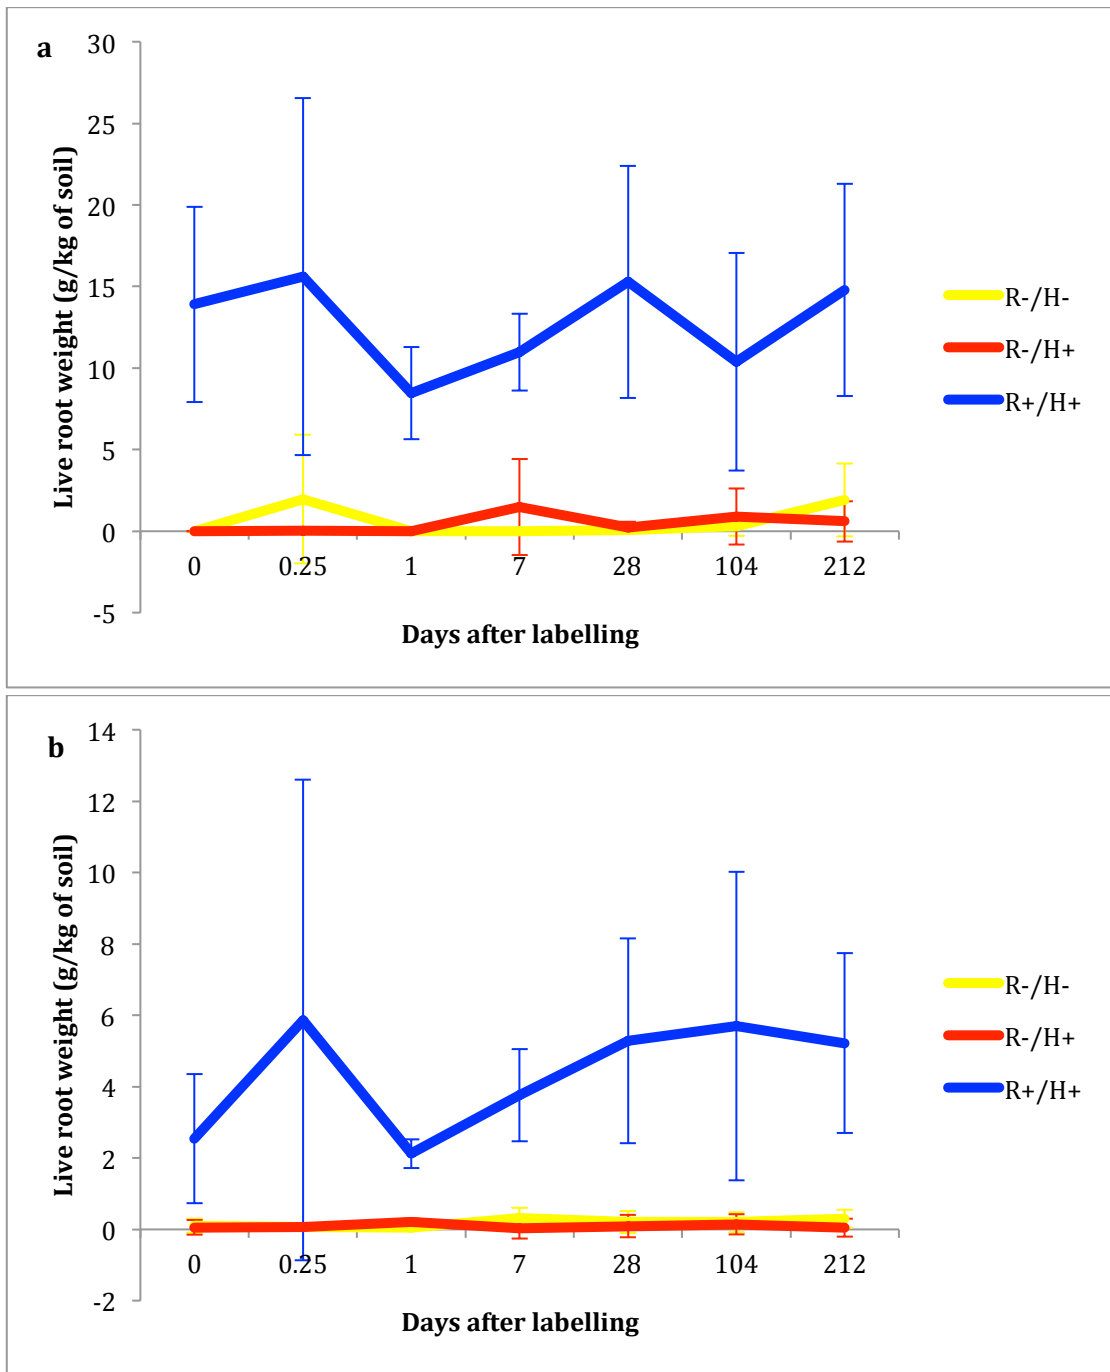 a
30
25
20
15
10
5
0
-5
Live root weight (g/kg of soil)
0 0.25 1 7 28 104 212
Days after labelling
R-/H-
R-/H+
R+/H+
b
14
12
10
8
6
4
2
0
-2
Live root weight (g/kg of soil)
0 0.25 1 7 28 104 212
Days after labelling
R-/H-
R-/H+
R+/H+